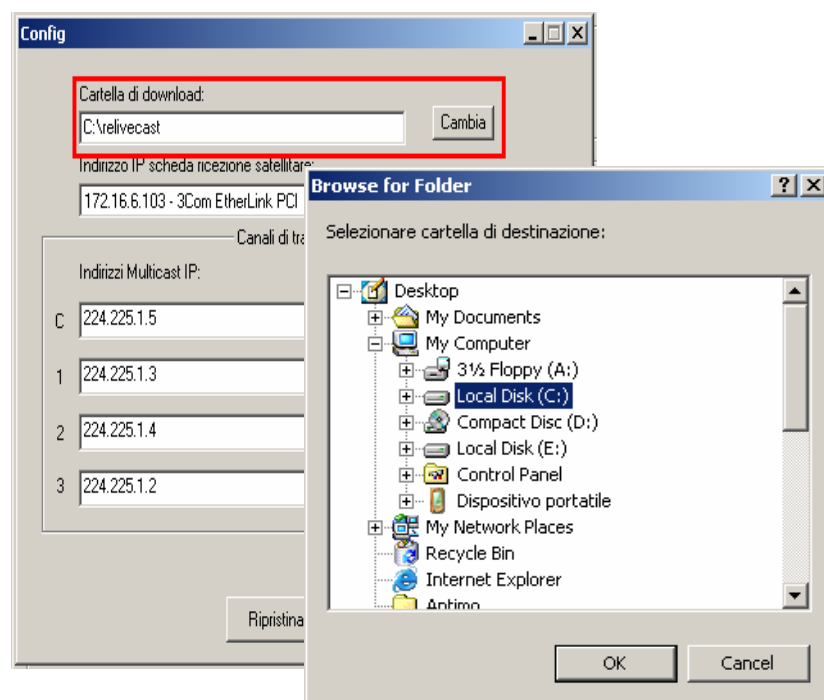 Config
Cartella di download:
C:\relivecast
Cambia
Indirizzo IP scheda ricezione satellitare:
172.16.6.103 - 3Com EtherLink PCI
Canali di tra
Indirizzi Multicast IP:
C 224.225.1.5
1 224.225.1.3
2 224.225.1.4
3 224.225.1.2
Ripristina
Browse for Folder
Selezionare cartella di destinazione:
Desktop
My Documents
My Computer
3½ Floppy (A:)
Local Disk (C:)
Compact Disc (D:)
Local Disk (E:)
Control Panel
Dispositivo portatile
My Network Places
Recycle Bin
Internet Explorer
Antimo
OK
Cancel